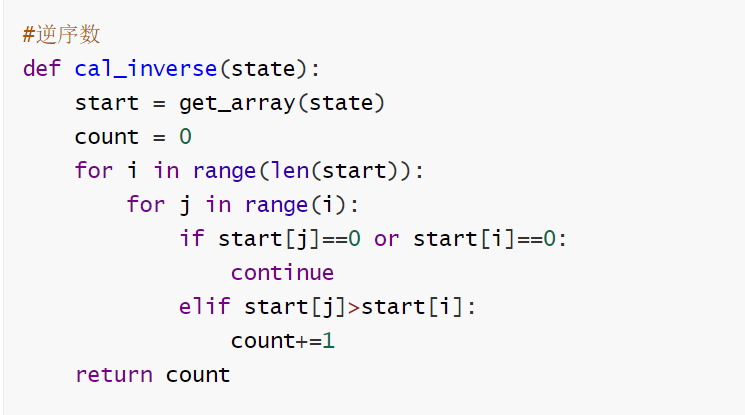 #逆序数
def cal_inverse(state):
    start = get_array(state)
    count = 0
    for i in range(len(start)):
        for j in range(i):
            if start[j]==0 or start[i]==0:
                continue
            elif start[j]>start[i]:
                count+=1
    return count